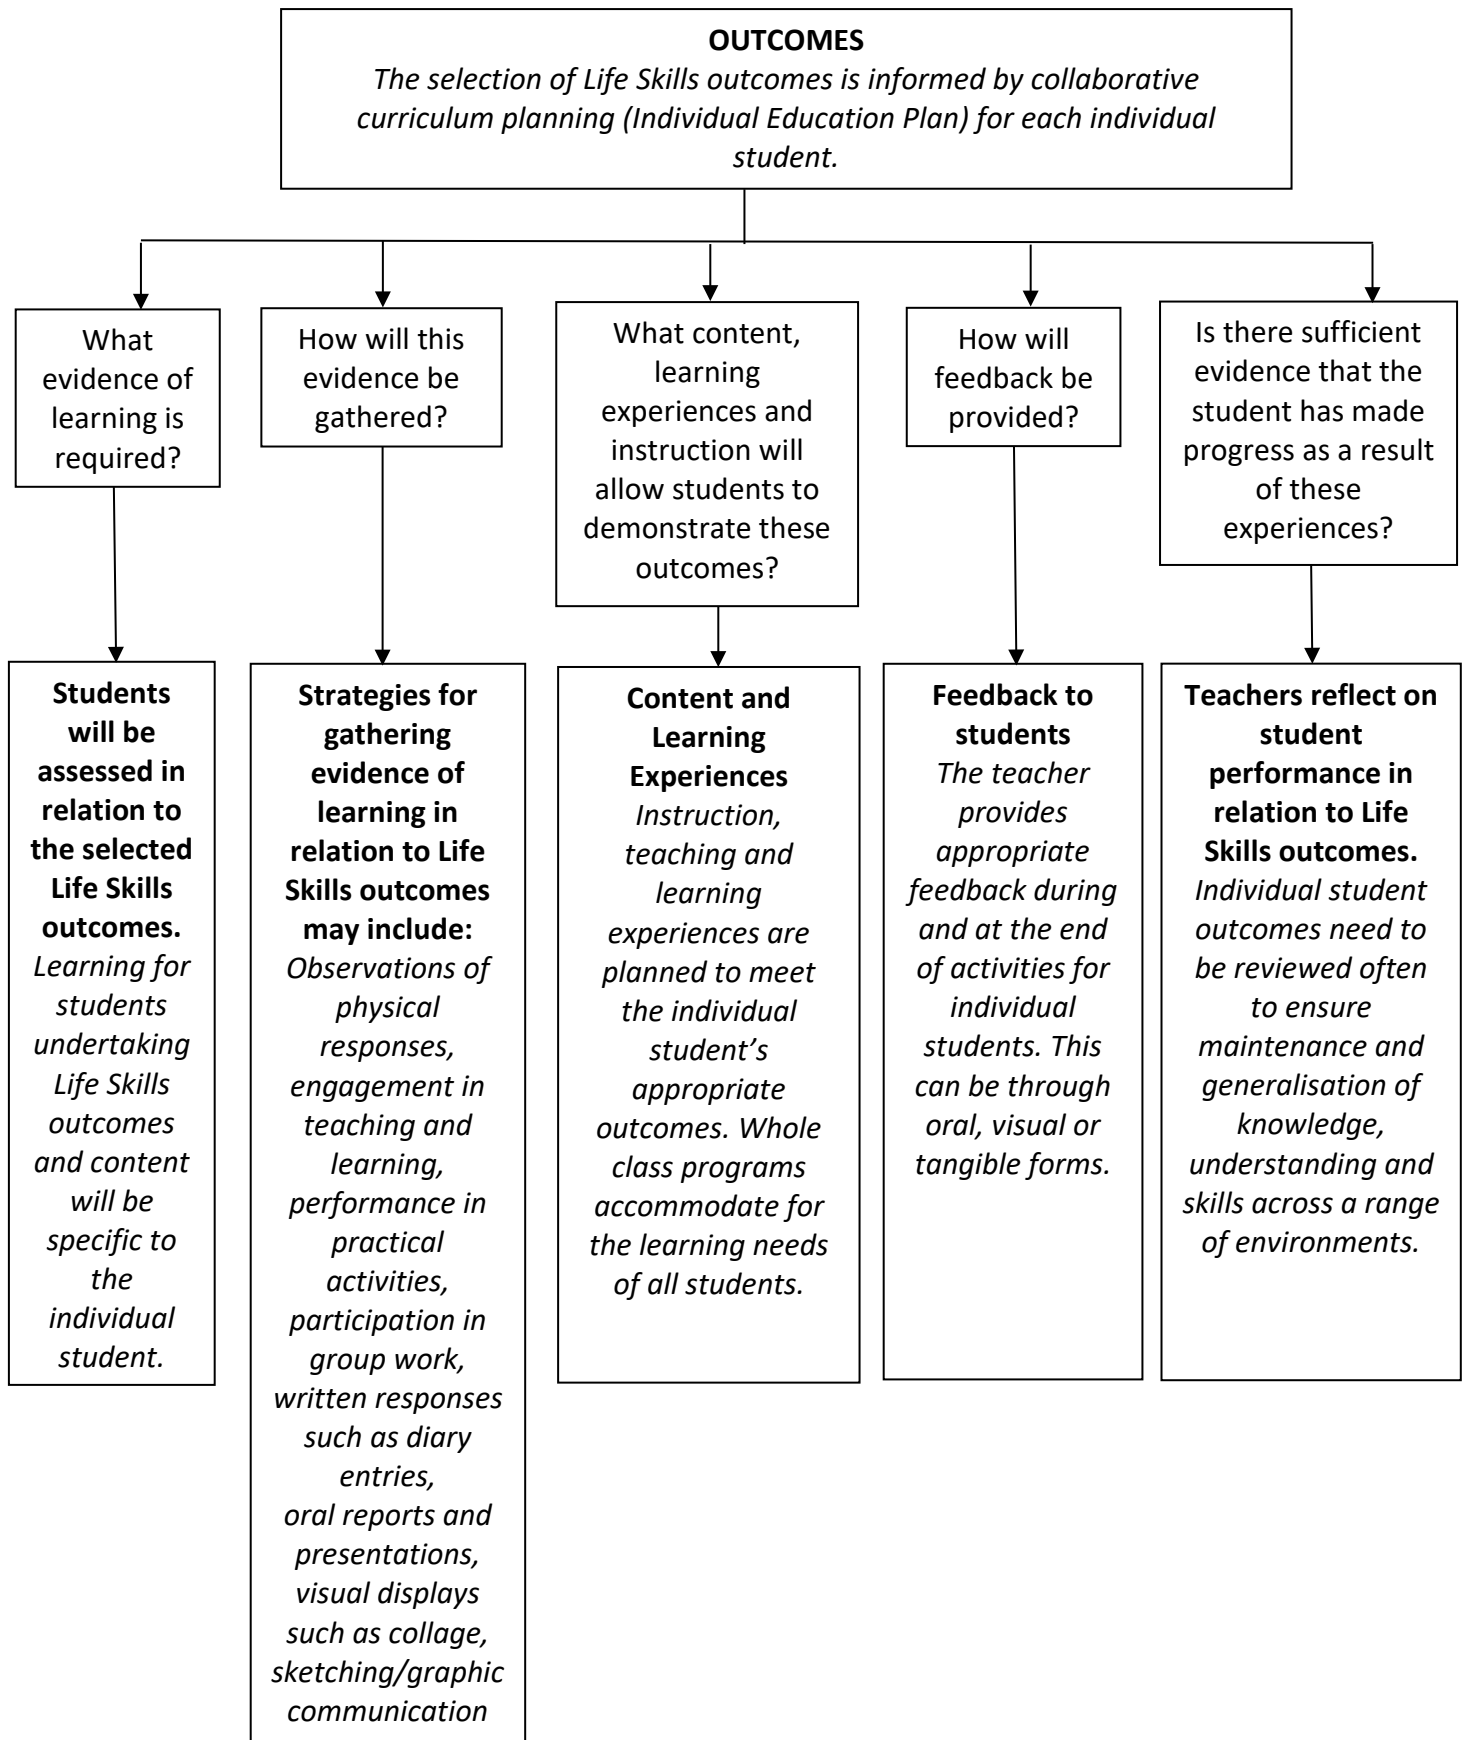 OUTCOMES
The selection of Life Skills outcomes is informed by collaborative
curriculum planning (Individual Education Plan) for each individual
student.
What
evidence of
learning is
required?
How will this
evidence be
gathered?
What content,
learning
experiences and
instruction will
allow students to
demonstrate these
outcomes?
How will
feedback be
provided?
Is there sufficient
evidence that the
student has made
progress as a result
of these
experiences?
Students
will be
assessed in
relation to
the selected
Life Skills
outcomes.
Learning for
students
undertaking
Life Skills
outcomes
and content
will be
specific to
the
individual
student.
Strategies for
gathering
evidence of
learning in
relation to Life
Skills outcomes
may include:
Observations of
physical
responses,
engagement in
teaching and
learning,
performance in
practical
activities,
participation in
group work,
written responses
such as diary
entries,
oral reports and
presentations,
visual displays
such as collage,
sketching/graphic
communication
Content and
Learning
Experiences
Instruction,
teaching and
learning
experiences are
planned to meet
the individual
student’s
appropriate
outcomes. Whole
class programs
accommodate for
the learning needs
of all students.
Feedback to
students
The teacher
provides
appropriate
feedback during
and at the end
of activities for
individual
students. This
can be through
oral, visual or
tangible forms.
Teachers reflect on
student
performance in
relation to Life
Skills outcomes.
Individual student
outcomes need to
be reviewed often
to ensure
maintenance and
generalisation of
knowledge,
understanding and
skills across a range
of environments.